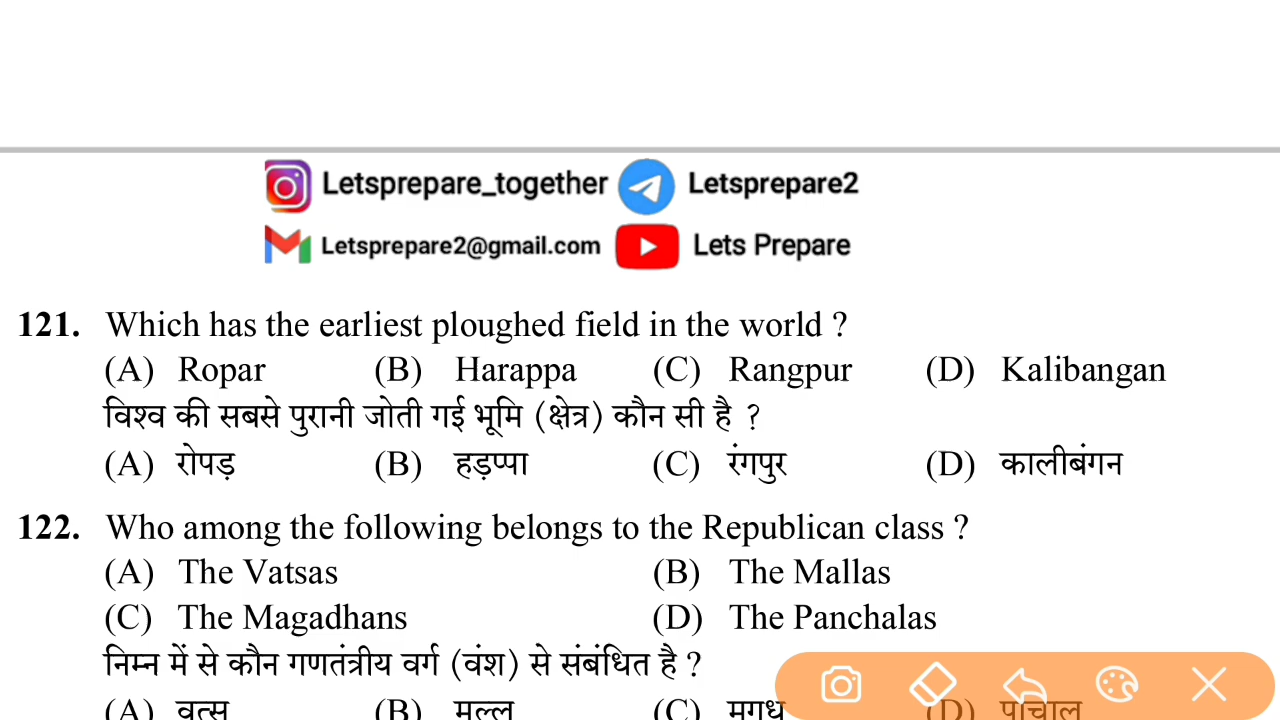 Letsprepare_together Letsprepare2
Letsprepare2@gmail.com Lets Prepare
121. Which has the earliest ploughed field in the world ?
(A) Ropar (B) Harappa (C) Rangpur (D) Kalibangan
विश्व की सबसे पुरानी जोती गई भूमि (क्षेत्र) कौन सी है ?
(A) रोपड़ (B) हड़प्पा (C) रंगपुर (D) कालीबंगन
122. Who among the following belongs to the Republican class ?
(A) The Vatsas (B) The Mallas
(C) The Magadhans (D) The Panchalas
निम्न में से कौन गणतंत्रीय वर्ग (वंश) से संबंधित है ?
(A) वत्स (B) मल्ल (C) मगध (D) पांचाल